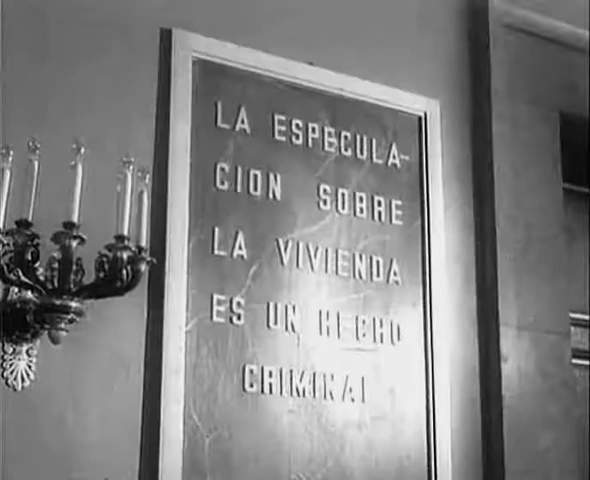 LA ESPECULA-
CION SOBRE
LA VIVIENDA
ES UN HECHO
CRIMINAL